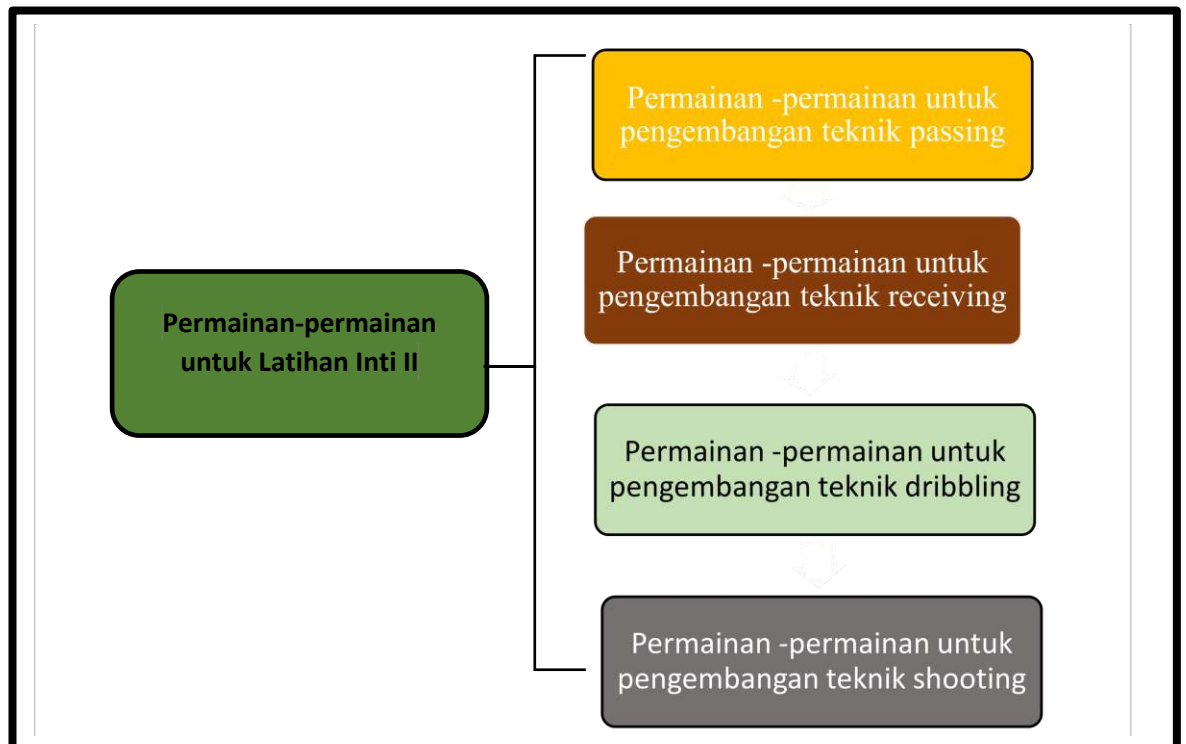 Permainan -permainan untuk
pengembangan teknik passing
Permainan -permainan untuk
pengembangan teknik receiving
Permainan-permainan
untuk Latihan Inti II
Permainan -permainan untuk
pengembangan teknik dribbling
Permainan -permainan untuk
pengembangan teknik shooting